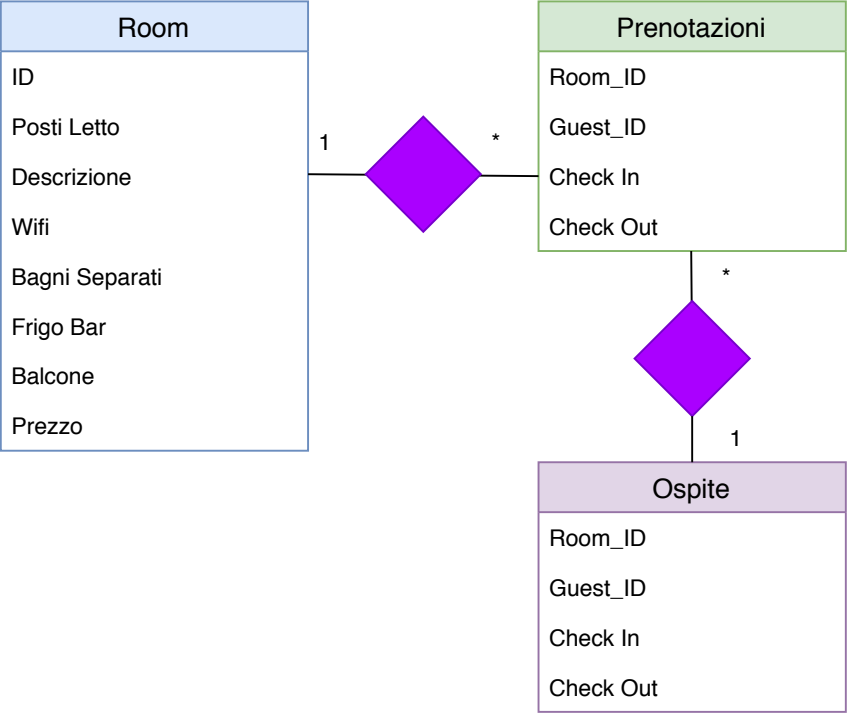 Room
ID
Posti Letto
Descrizione
Wifi
Bagni Separati
Frigo Bar
Balcone
Prezzo
1
*
Prenotazioni
Room_ID
Guest_ID
Check In
Check Out
*
1
Ospite
Room_ID
Guest_ID
Check In
Check Out